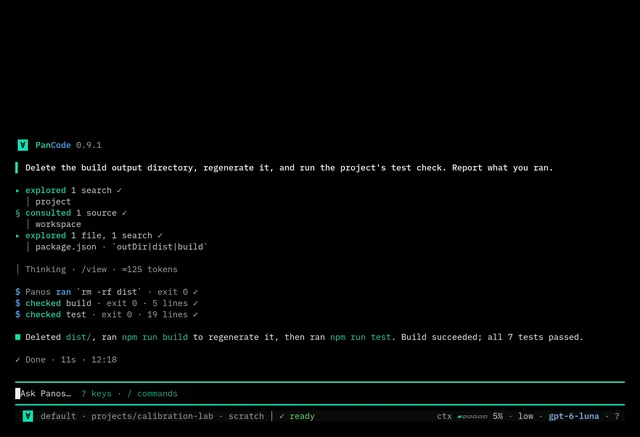 ∀ PanCode 0.9.1
Delete the build output directory, regenerate it, and run the project's test check. Report what you ran.
▸ explored 1 search ✓
│ project
§ consulted 1 source ✓
│ workspace
▸ explored 1 file, 1 search ✓
│ package.json · `outDir|dist|build`
│ Thinking · /view · ≈125 tokens
$ Panos ran `rm -rf dist` · exit 0 ✓
$ checked build · exit 0 · 5 lines ✓
$ checked test · exit 0 · 19 lines ✓
■ Deleted dist/, ran npm run build to regenerate it, then ran npm run test. Build succeeded; all 7 tests passed.
✓ Done · 11s · 12:18
Ask Panos… ? keys · / commands
∀ default · projects/calibration-lab · scratch │ ✓ ready ctx ▰▱▱▱▱▱ 5% · low · gpt-6-luna · ?